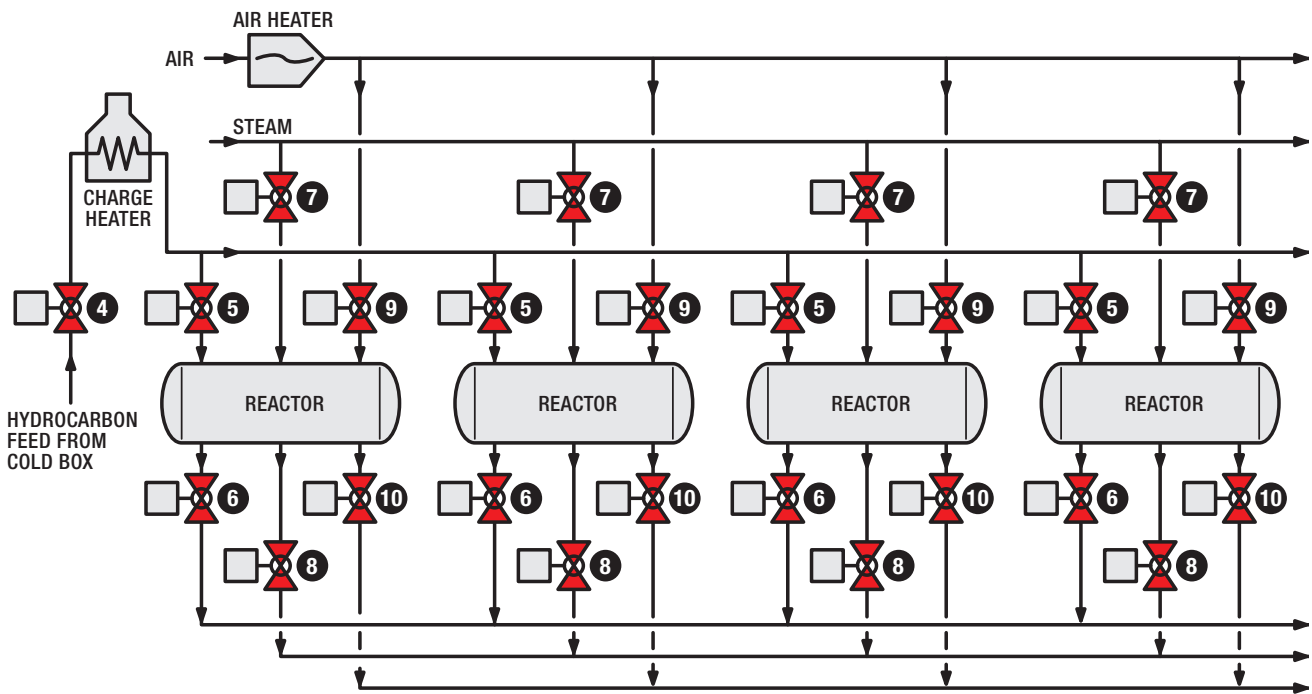 AIR HEATER
AIR
STEAM
CHARGE
HEATER
7 7 7 7
4 5 9 5 9 5 9 5 9
REACTOR REACTOR REACTOR REACTOR
HYDROCARBON
FEED FROM
COLD BOX
6 10 6 10 6 10 6 10
8 8 8 8